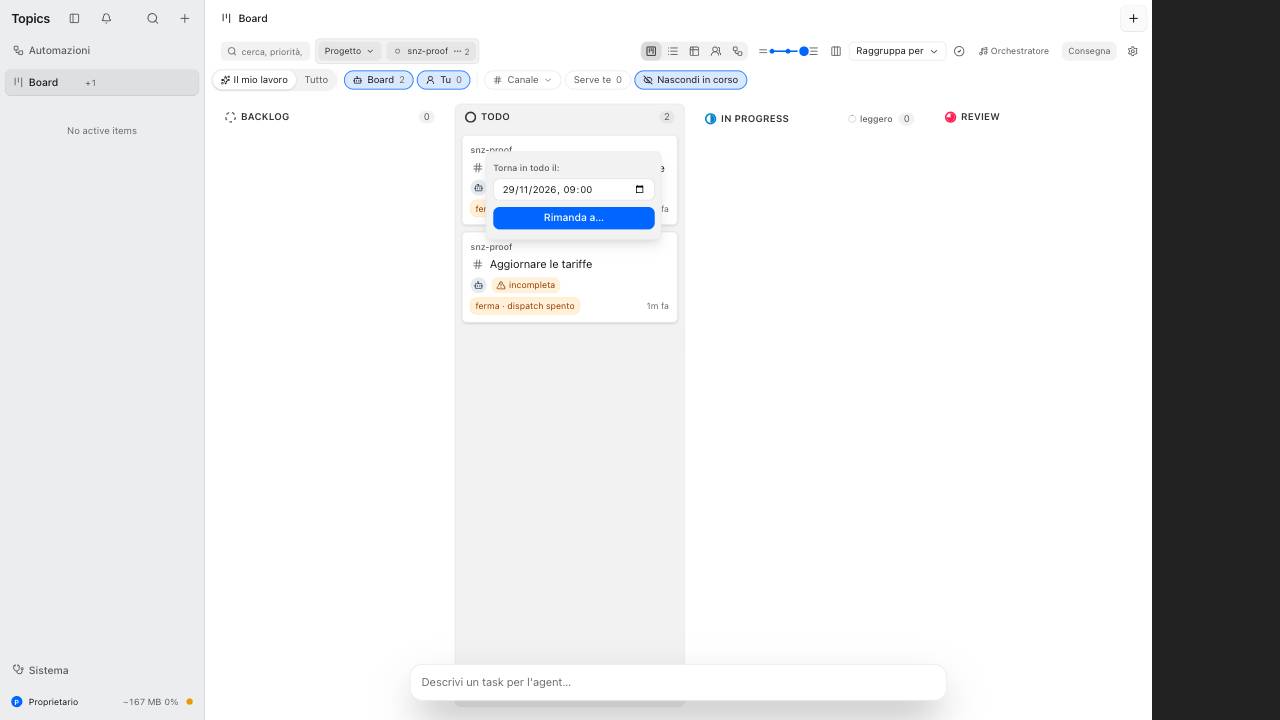 Topics
Automazioni
Board +1
No active items
Sistema
Proprietario ~167 MB 0%
P
Board
cerca, priorità,
Progetto
snz-proof ··· 2
Raggruppa per
Orchestratore
Consegna
Il mio lavoro
Tutto
Board 2
Tu 0
# Canale
Serve te 0
Nascondi in corso
BACKLOG 0
TODO 2
IN PROGRESS leggero 0
REVIEW
snz-proof
# e
Torna in todo il:
29/11/2026, 09:00
Rimanda a...
fer fa
snz-proof
# Aggiornare le tariffe
incompleta
ferma · dispatch spento 1m fa
Descrivi un task per l'agent...